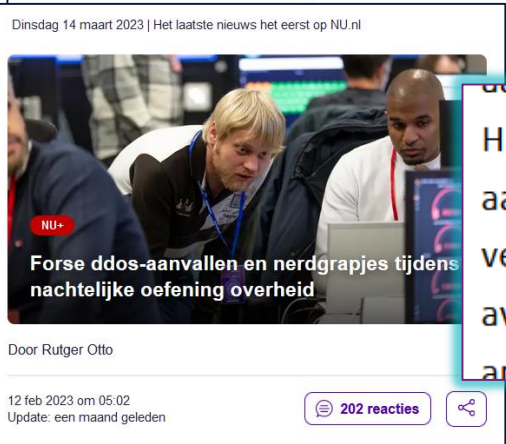 Dinsdag 14 maart 2023 | Het laatste nieuws het eerst op NU.nl
NU+
Forse ddos-aanvallen en nerdgrapjes tijdens
nachtelijke oefening overheid
Door Rutger Otto
12 feb 2023 om 05:02
Update: een maand geleden
202 reacties